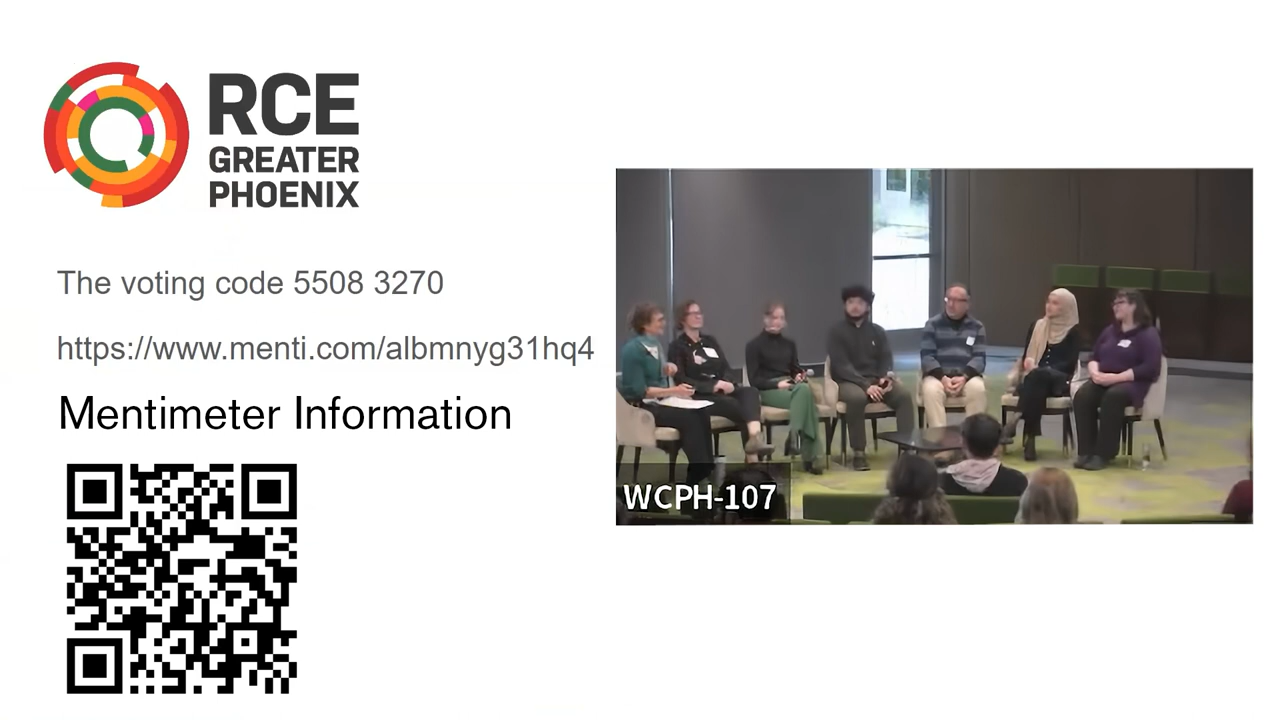 RCE
GREATER
PHOENIX
The voting code 5508 3270
https://www.menti.com/albmnyg31hq4
Mentimeter Information
WCPH-107